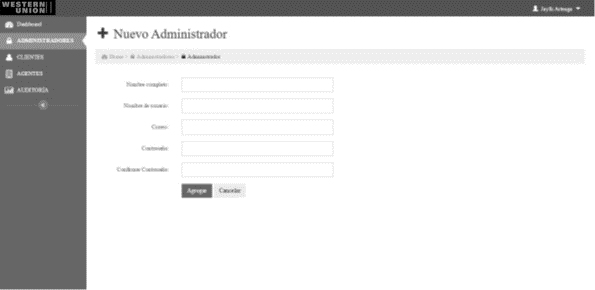 WESTERN
UNION
Jaylis Arteaga
Dashboard
ADMINISTRADORES
CLIENTES
AGENTES
AUDITORÍA
+ Nuevo Administrador
Home > Administradores > Administrador
Nombre completo:
Nombre de usuario:
Correo:
Contraseña:
Confirmar Contraseña:
Agregar
Cancelar